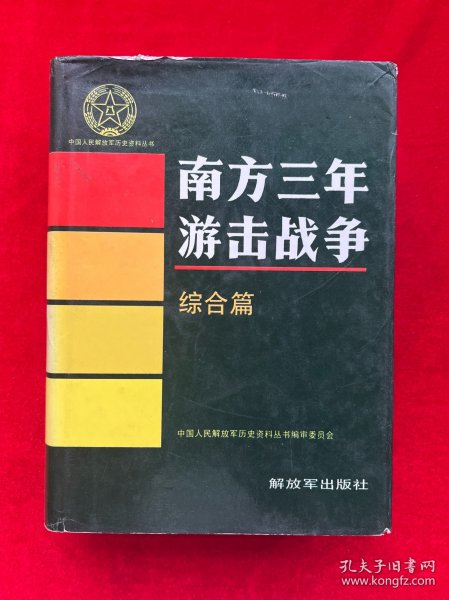 中国人民解放军历史资料丛书
南方三年
游击战争
综合篇
中国人民解放军历史资料丛书编审委员会
解放军出版社
孔夫子旧书网
www.kongfz.com